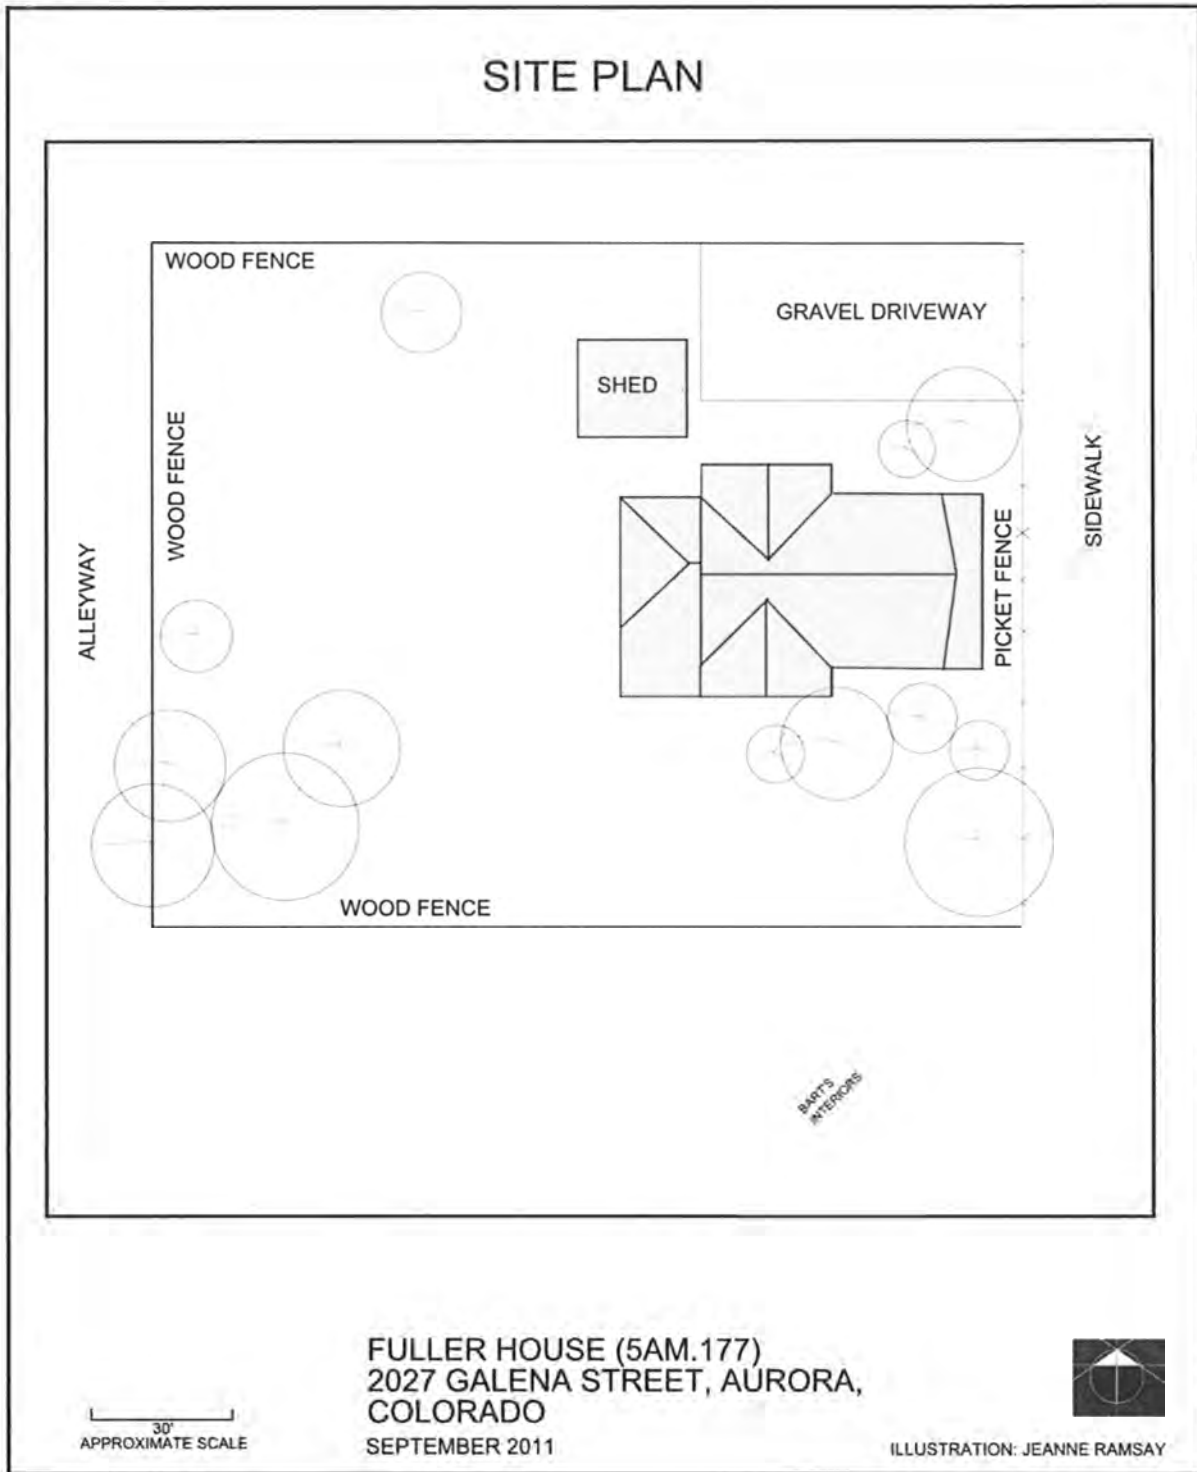 SITE PLAN
WOOD FENCE
GRAVEL DRIVEWAY
SHED
WOOD FENCE
SIDEWALK
ALLEYWAY
PICKET FENCE
WOOD FENCE
BART'S
INTERIORS
FULLER HOUSE (5AM.177)
2027 GALENA STREET, AURORA,
COLORADO
SEPTEMBER 2011
30'
APPROXIMATE SCALE
ILLUSTRATION: JEANNE RAMSAY